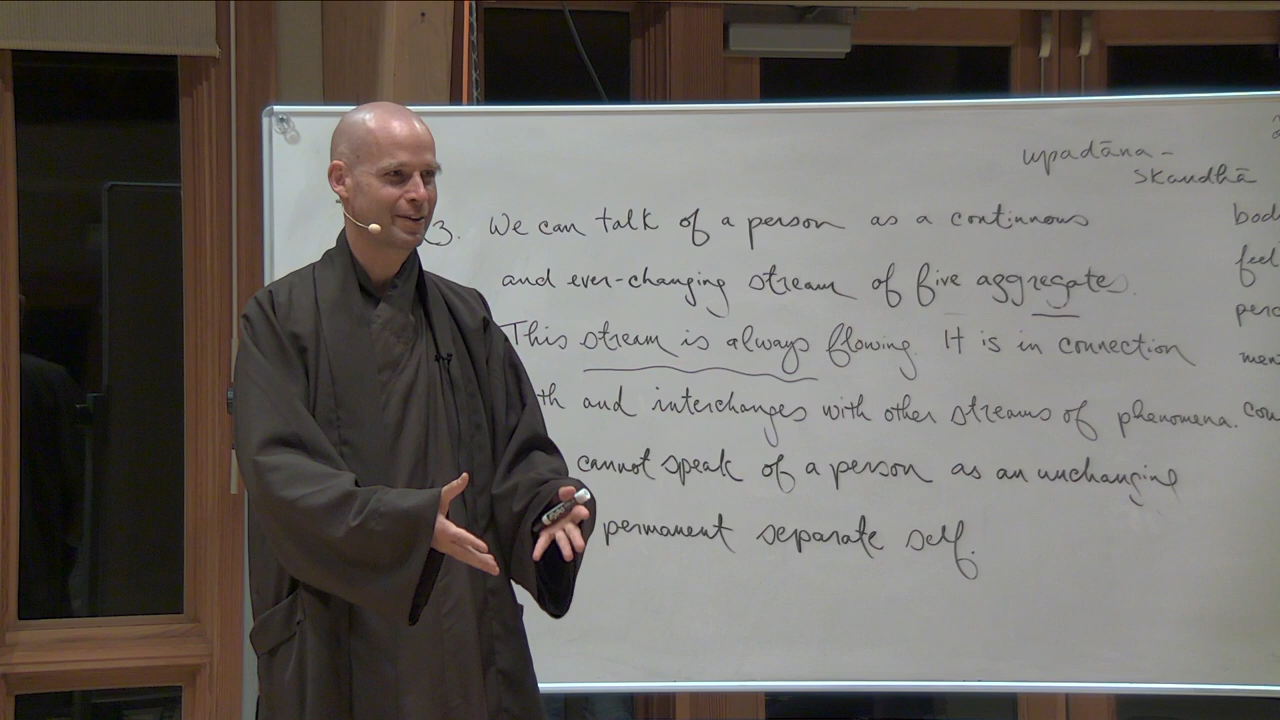 upadāna-
skandhā
3. We can talk of a person as a continuous
and ever-changing stream of five aggregates.
This stream is always flowing. It is in connection
th and interchanges with other streams of phenomena.
cannot speak of a person as an unchanging
permanent separate self.
bod
feel
perc
men
con